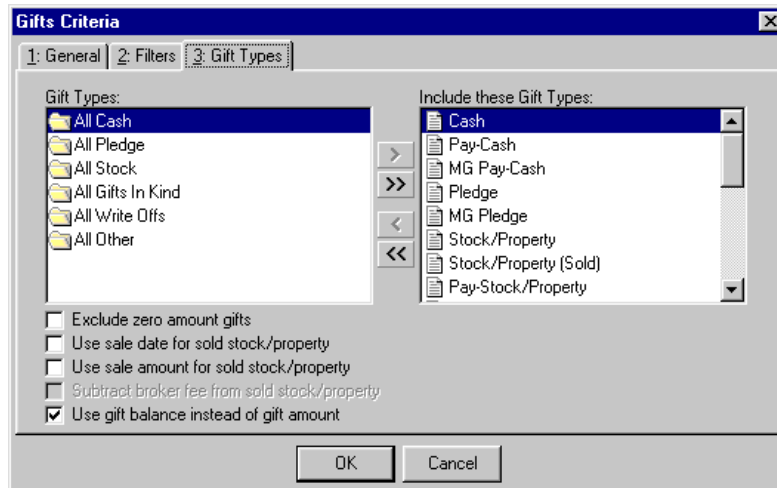 Gifts Criteria
1: General 2: Filters 3: Gift Types
Gift Types:
All Cash
All Pledge
All Stock
All Gifts In Kind
All Write Offs
All Other
>
>>
<
<<
Include these Gift Types:
Cash
Pay-Cash
MG Pay-Cash
Pledge
MG Pledge
Stock/Property
Stock/Property (Sold)
Pay-Stock/Property
Exclude zero amount gifts
Use sale date for sold stock/property
Use sale amount for sold stock/property
Subtract broker fee from sold stock/property
Use gift balance instead of gift amount
OK Cancel